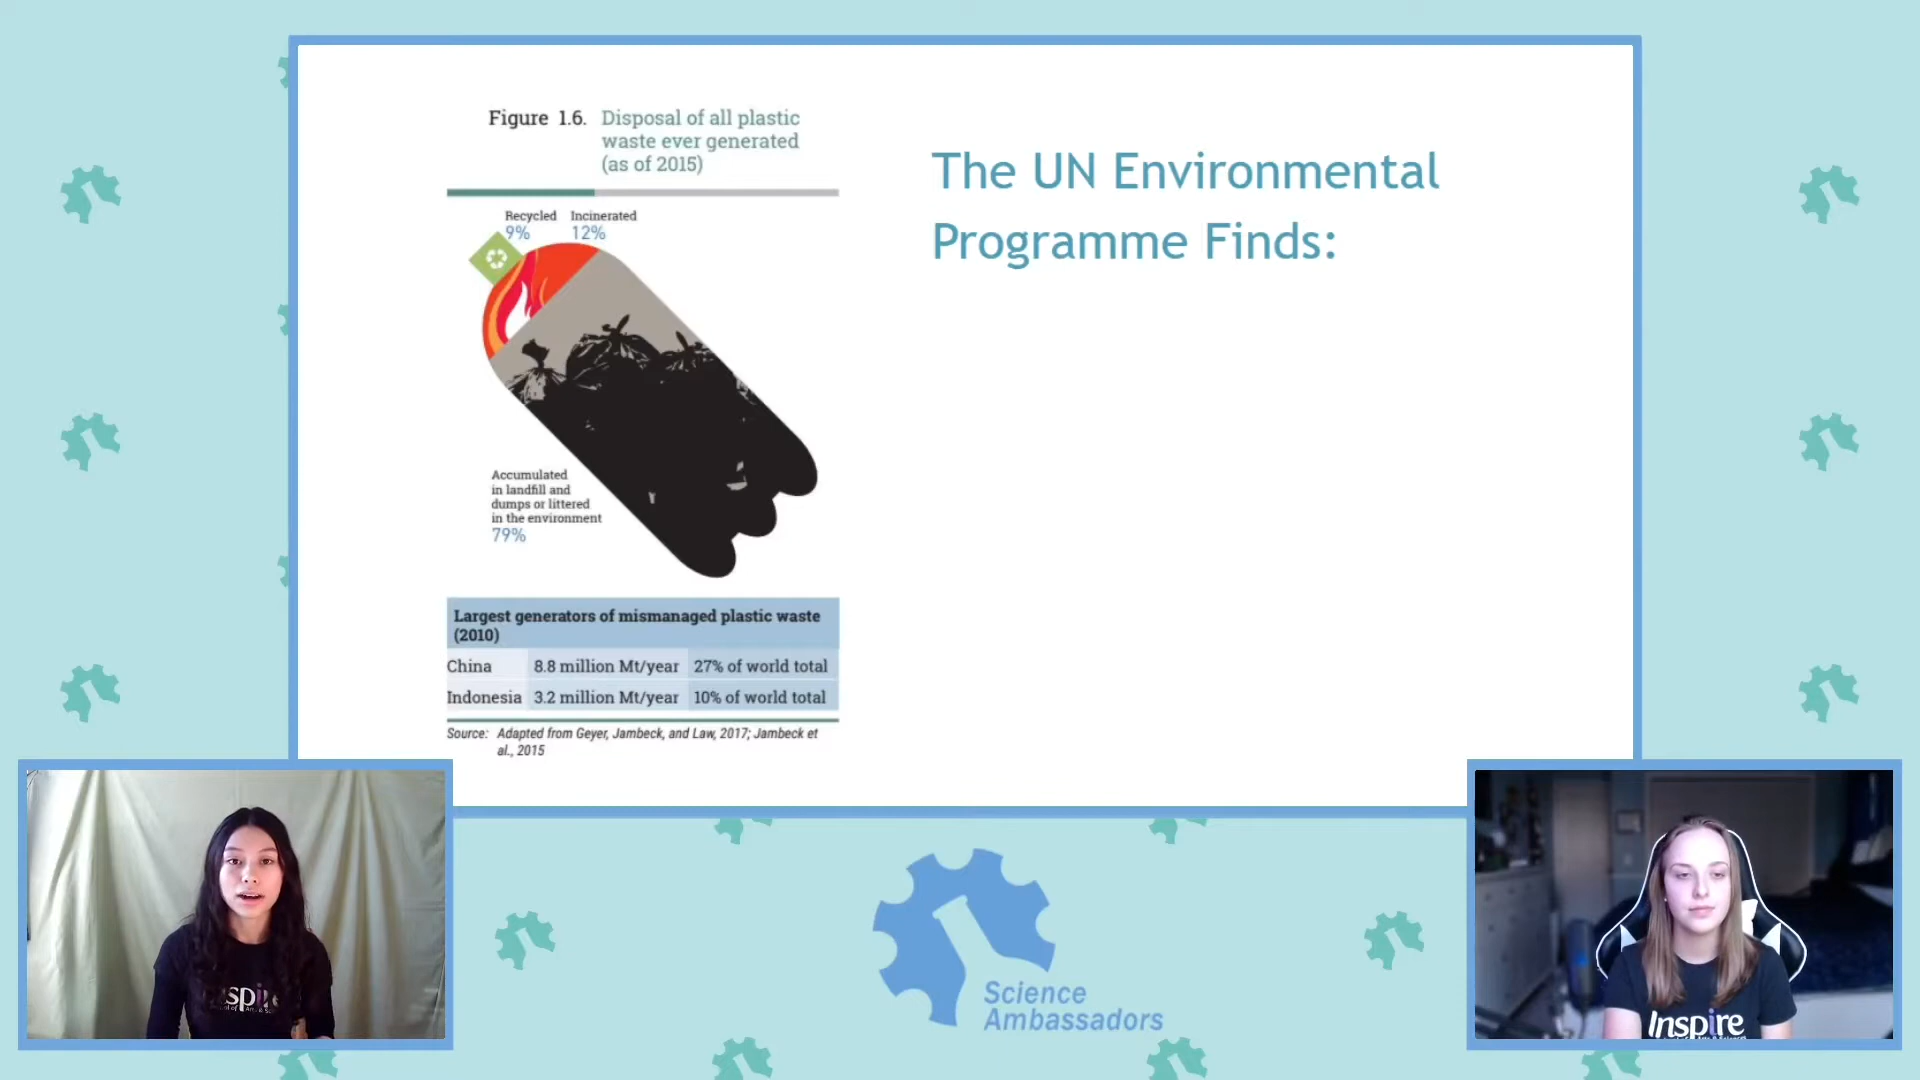 Figure 1.6. Disposal of all plastic
waste ever generated
(as of 2015)
Recycled Incinerated
9% 12%
Accumulated
in landfill and
dumps or littered
in the environment
79%
Largest generators of mismanaged plastic waste
(2010)
China 8.8 million Mt/year 27% of world total
Indonesia 3.2 million Mt/year 10% of world total
Source: Adapted from Geyer, Jambeck, and Law, 2017; Jambeck et
al., 2015
The UN Environmental
Programme Finds:
Science
Ambassadors
Inspire